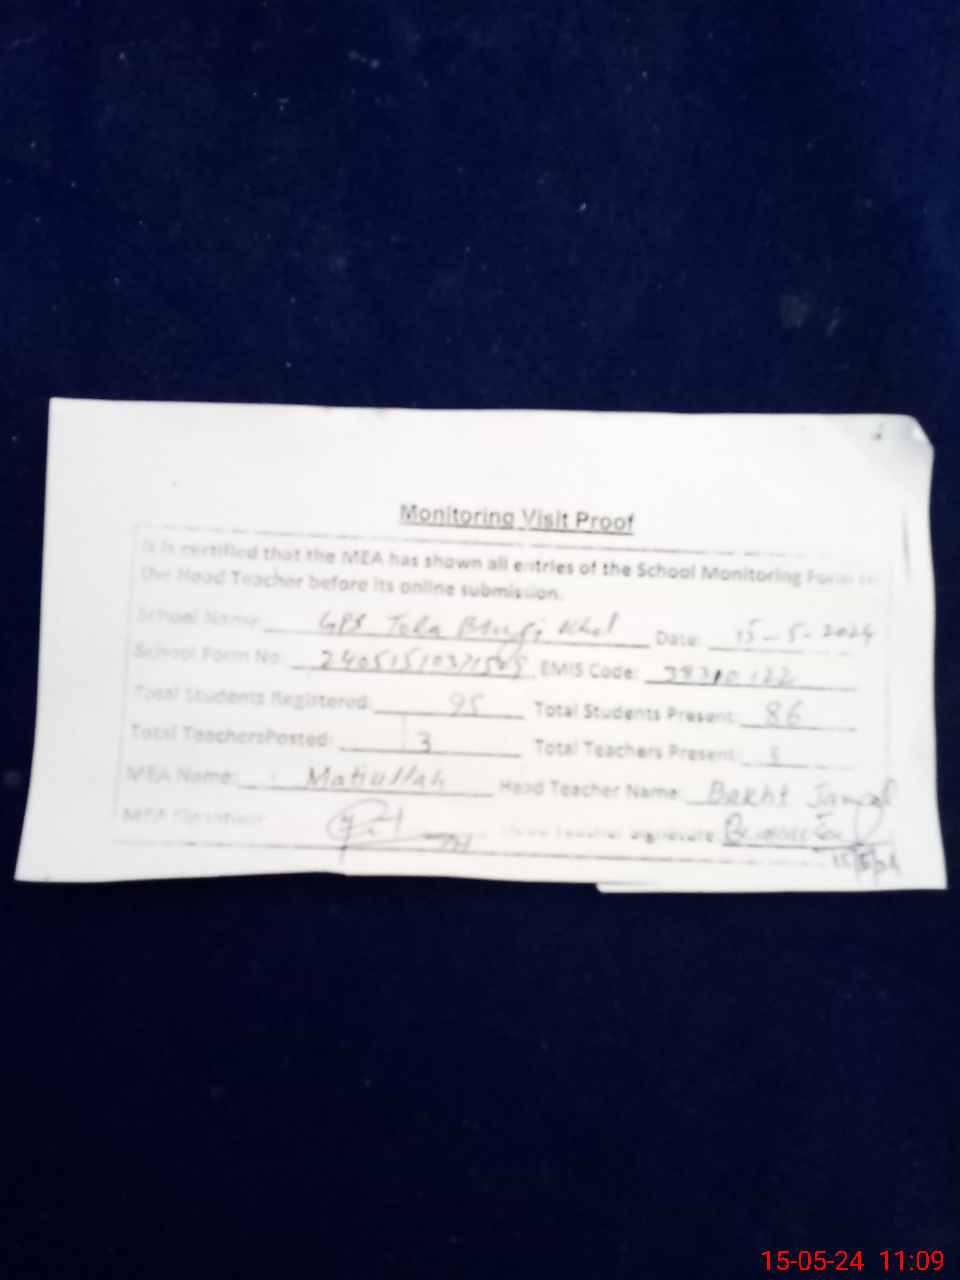 Monitoring Visit Proof
It is certified that the MEA has shown all entries of the School Monitoring Form to
the Head Teacher before its online submission.
School Name: GPS Tola Khel Date: 15-5-2024
School Form No: EMIS Code:
Total Students Registered: 95 Total Students Present: 86
Total TeachersPosted: 3 Total Teachers Present: 3
MEA Name: Matiullah Head Teacher Name: Bakht
MEA Signature: Head Teacher Signature:
15/5/24
15-05-24 11:09